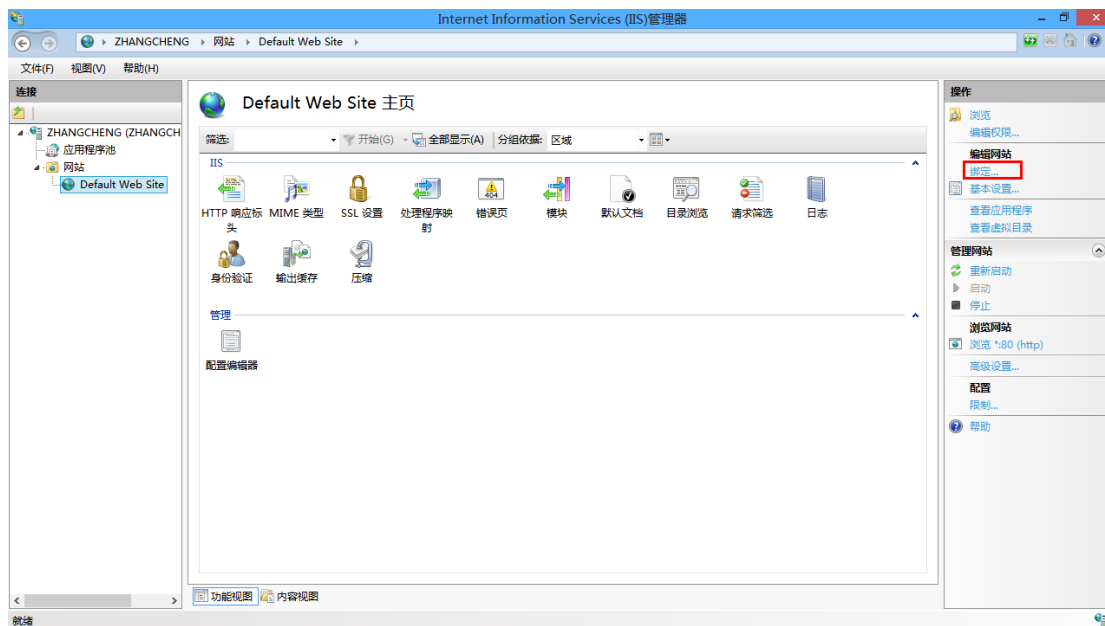 Internet Information Services (IIS)管理器
ZHANGCHENG 网站 Default Web Site
文件(F) 视图(V) 帮助(H)
连接
ZHANGCHENG (ZHANGCH
应用程序池
网站
Default Web Site
Default Web Site 主页
筛选: 开始(G) 全部显示(A) 分组依据: 区域
IIS
HTTP 响应标头
MIME 类型
SSL 设置
处理程序映射
404
错误页
模块
默认文档
目录浏览
请求筛选
日志
身份验证
输出缓存
压缩
管理
配置编辑器
功能视图 内容视图
操作
浏览
编辑权限...
编辑网站
绑定...
基本设置...
查看应用程序
查看虚拟目录
管理网站
重新启动
启动
停止
浏览网站
浏览 *:80 (http)
高级设置...
配置
限制...
帮助
就绪